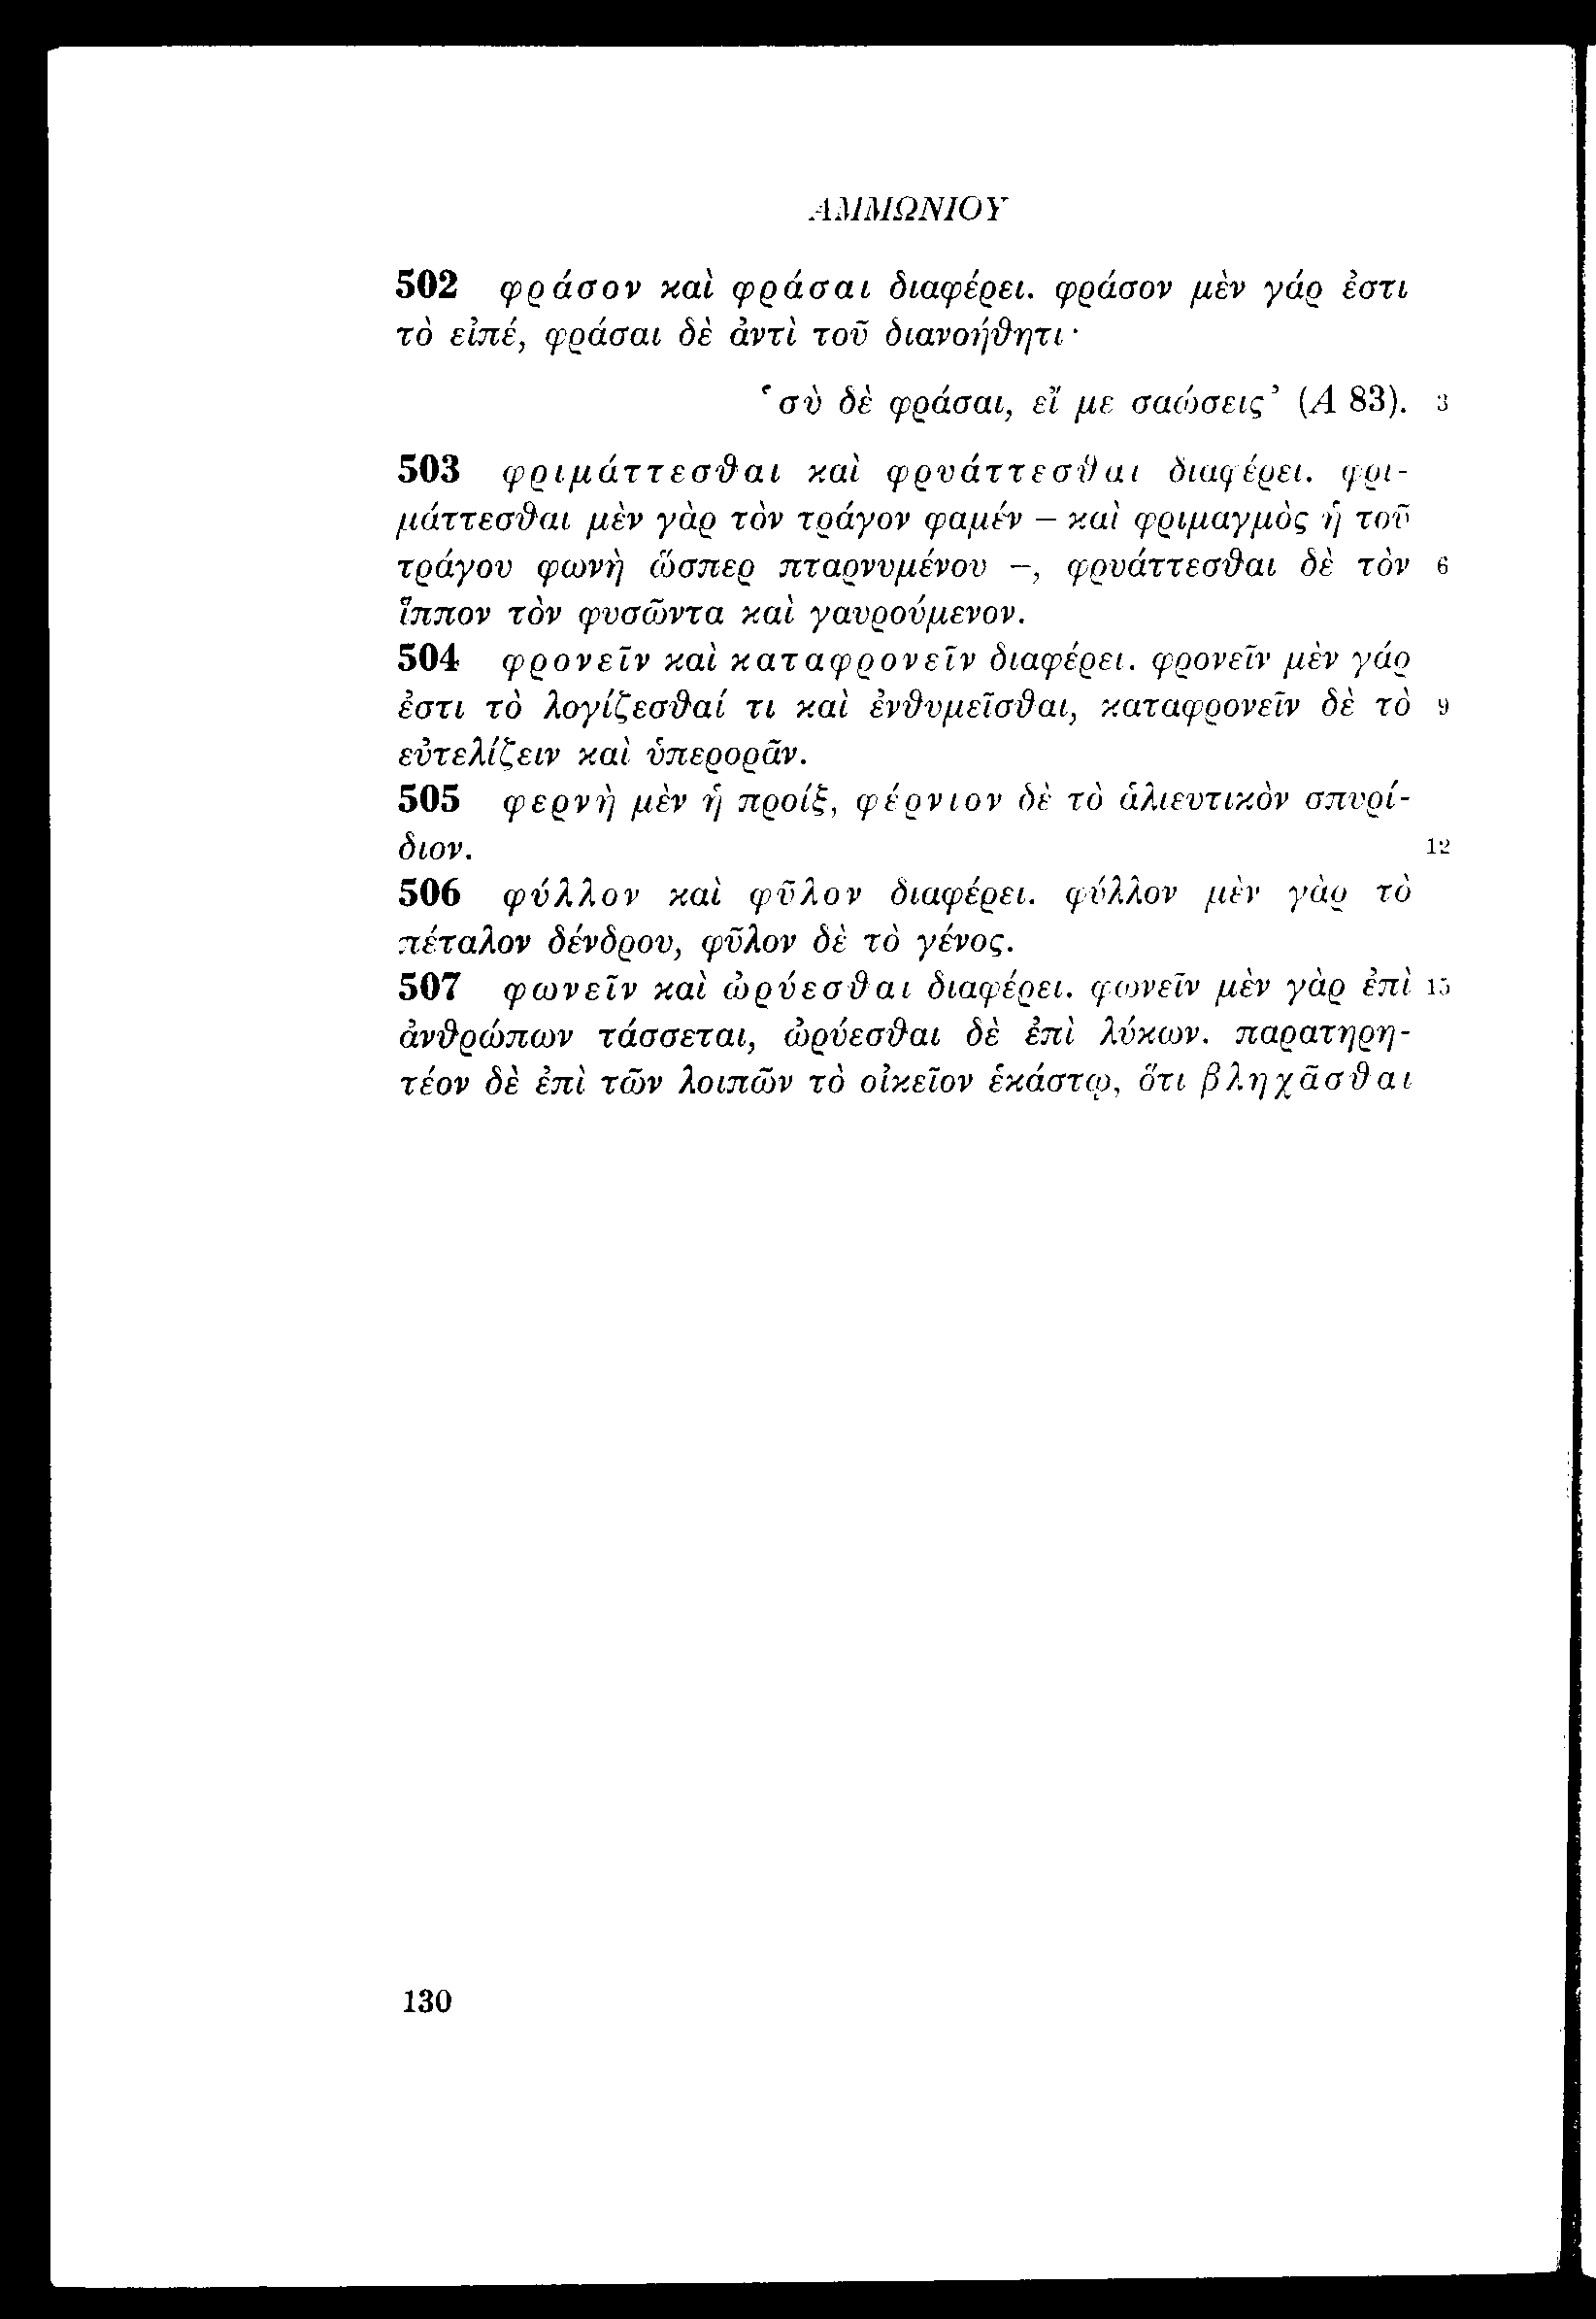 ΑΜΜΩΝΙΟΥ
502 φράσον καὶ φράσαι διαφέρει. φράσον μὲν γάρ ἐστι
τὸ εἰπέ, φράσαι δὲ ἀντὶ τοῦ διανοήθητι·
‘σὺ δὲ φράσαι, εἴ με σαώσεις’ (Α 83). 3
503 φριμάττεσθαι καὶ φρυάττεσθαι διαφέρει. φρι-
μάττεσθαι μὲν γὰρ τὸν τράγον φαμέν – καὶ φριμαγμὸς ἡ τοῦ
τράγου φωνὴ ὥσπερ πταρνυμένου –, φρυάττεσθαι δὲ τὸν 6
ἵππον τὸν φυσῶντα καὶ γαυρούμενον.
504 φρονεῖν καὶ καταφρονεῖν διαφέρει. φρονεῖν μὲν γάρ
ἐστι τὸ λογίζεσθαί τι καὶ ἐνθυμεῖσθαι, καταφρονεῖν δὲ τὸ 9
εὐτελίζειν καὶ ὑπερορᾶν.
505 φερνὴ μὲν ἡ προίξ, φέρνιον δὲ τὸ ἁλιευτικὸν σπυρί-
διον. 12
506 φύλλον καὶ φῦλον διαφέρει. φύλλον μὲν γὰρ τὸ
πέταλον δένδρου, φῦλον δὲ τὸ γένος.
507 φωνεῖν καὶ ὠρύεσθαι διαφέρει. φωνεῖν μὲν γὰρ ἐπὶ 15
ἀνθρώπων τάσσεται, ὠρύεσθαι δὲ ἐπὶ λύκων. παρατηρη-
τέον δὲ ἐπὶ τῶν λοιπῶν τὸ οἰκεῖον ἑκάστῳ, ὅτι βληχᾶσθαι
130